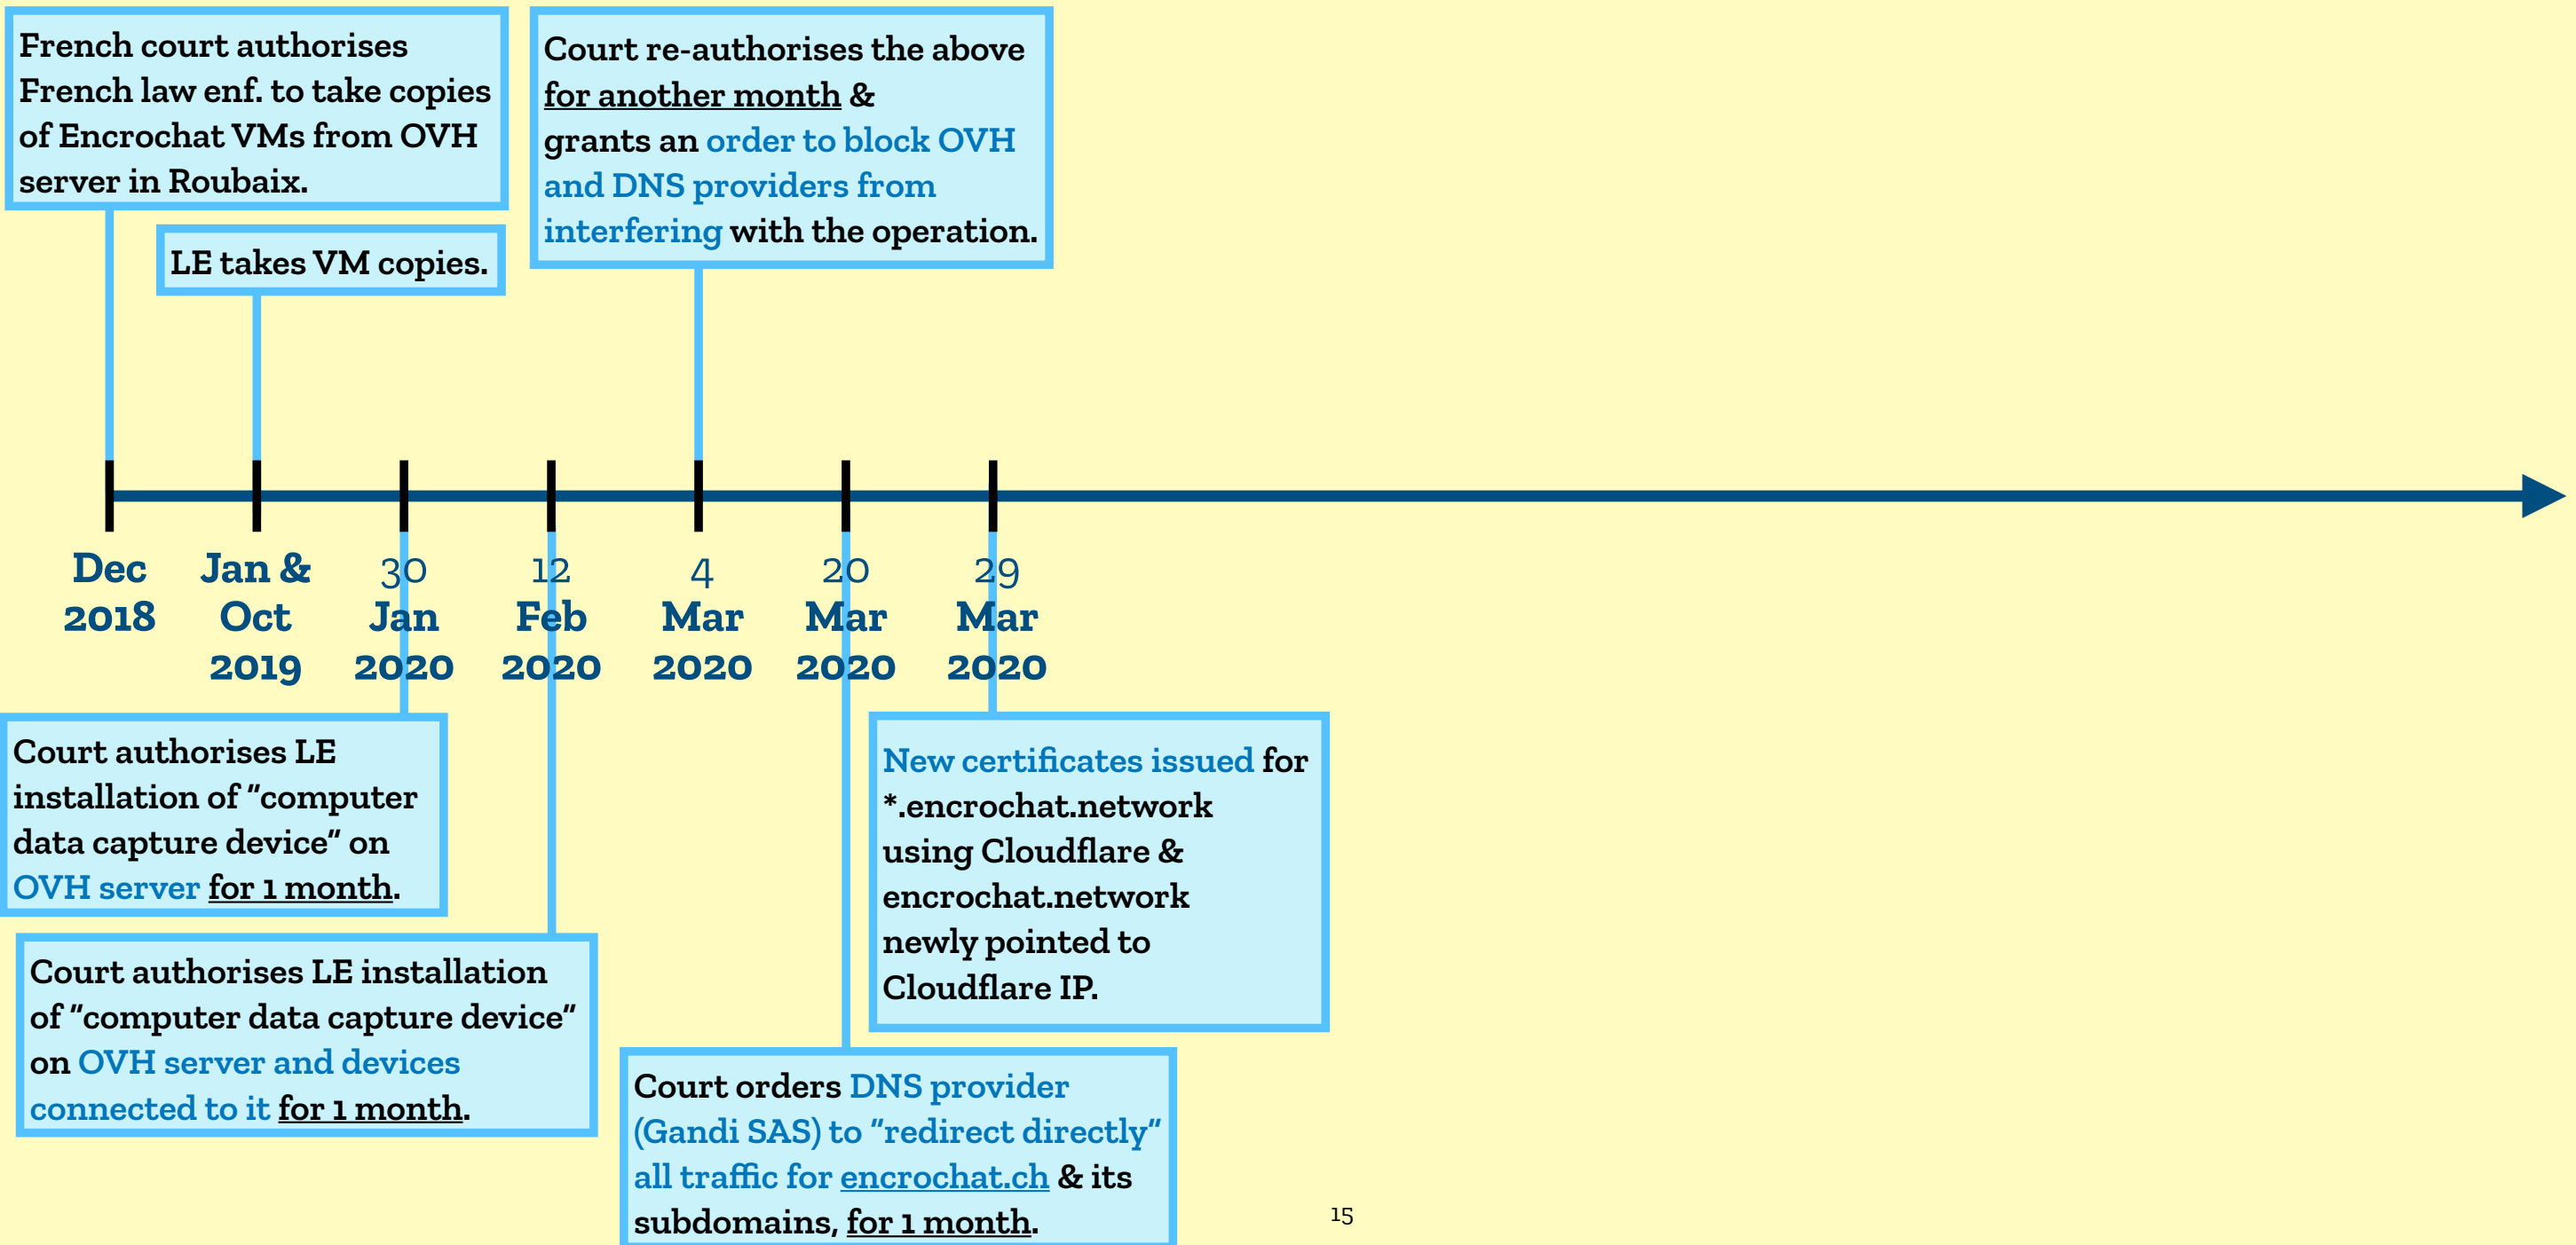 French court authorises
French law enf. to take copies
of Encrochat VMs from OVH
server in Roubaix.
LE takes VM copies.
Court re-authorises the above
for another month &
grants an order to block OVH
and DNS providers from
interfering with the operation.
Dec
2018
Jan &
Oct
2019
30
Jan
2020
12
Feb
2020
4
Mar
2020
20
Mar
2020
29
Mar
2020
Court authorises LE
installation of “computer
data capture device” on
OVH server for 1 month.
Court authorises LE installation
of “computer data capture device”
on OVH server and devices
connected to it for 1 month.
Court orders DNS provider
(Gandi SAS) to “redirect directly”
all traffic for encrochat.ch & its
subdomains, for 1 month.
New certificates issued for
*.encrochat.network
using Cloudflare &
encrochat.network
newly pointed to
Cloudflare IP.
15